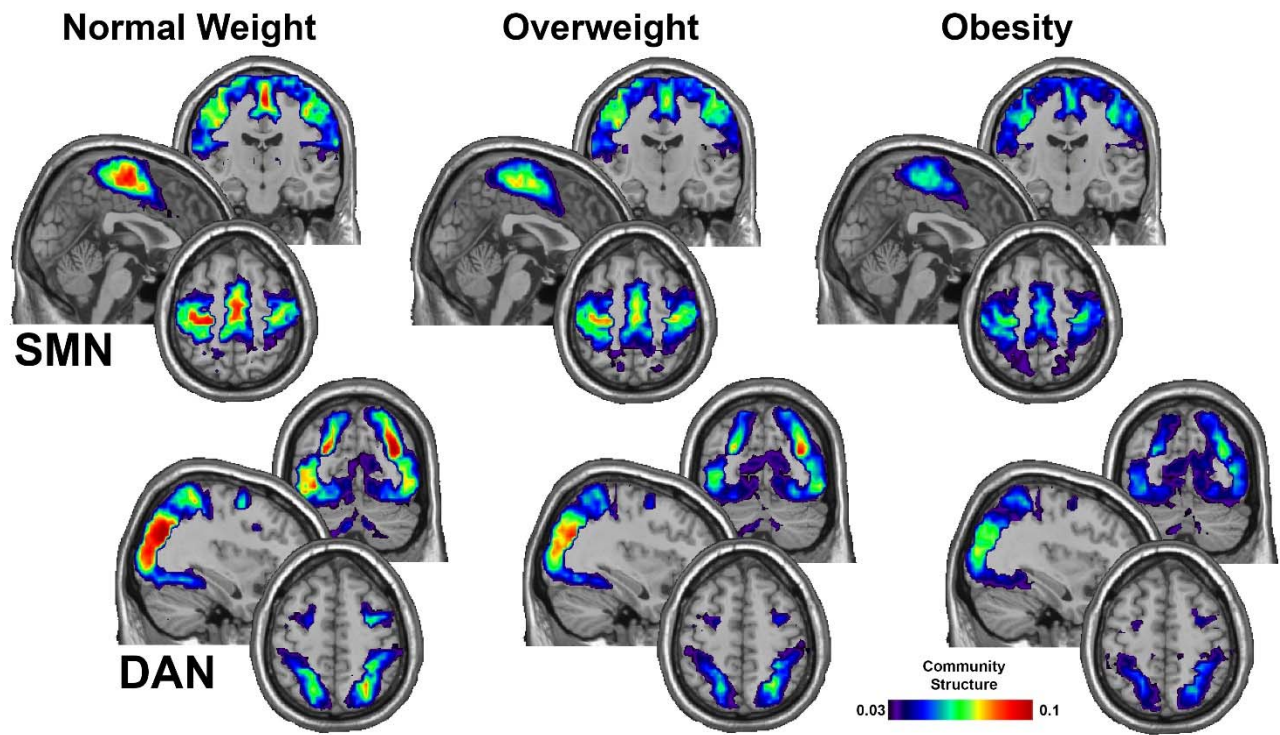 Normal Weight
Overweight
Obesity
SMN
DAN
Community
Structure
0.03
0.1